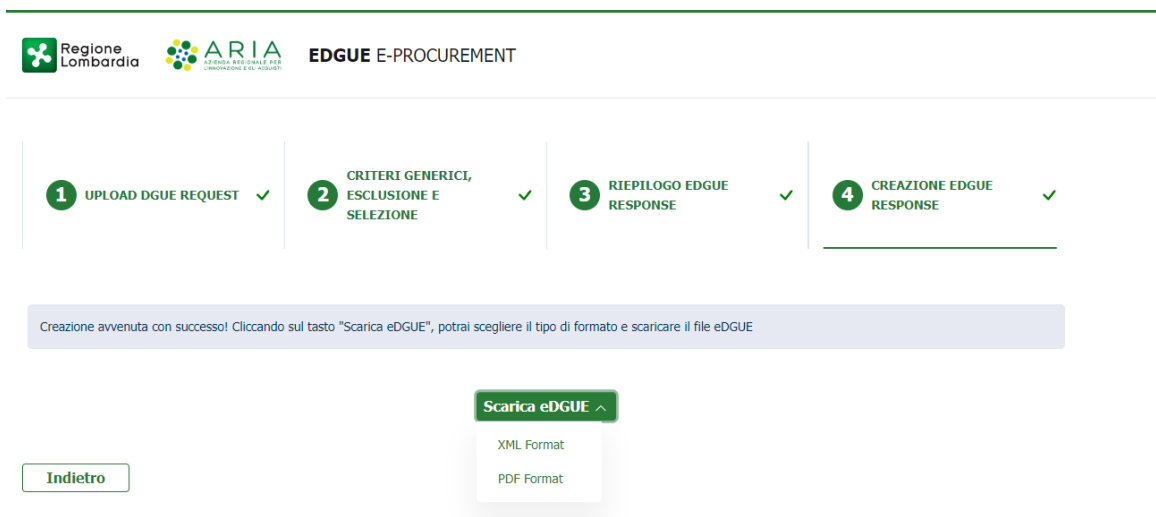 Regione
Lombardia
ARIA
AZIENDA REGIONALE PER
L'INNOVAZIONE E GLI ACQUISTI
EDGUE E-PROCUREMENT
1 UPLOAD DGUE REQUEST
2 CRITERI GENERICI,
ESCLUSIONE E
SELEZIONE
3 RIEPILOGO EDGUE
RESPONSE
4 CREAZIONE EDGUE
RESPONSE
Creazione avvenuta con successo! Cliccando sul tasto "Scarica eDGUE", potrai scegliere il tipo di formato e scaricare il file eDGUE
Scarica eDGUE
XML Format
PDF Format
Indietro